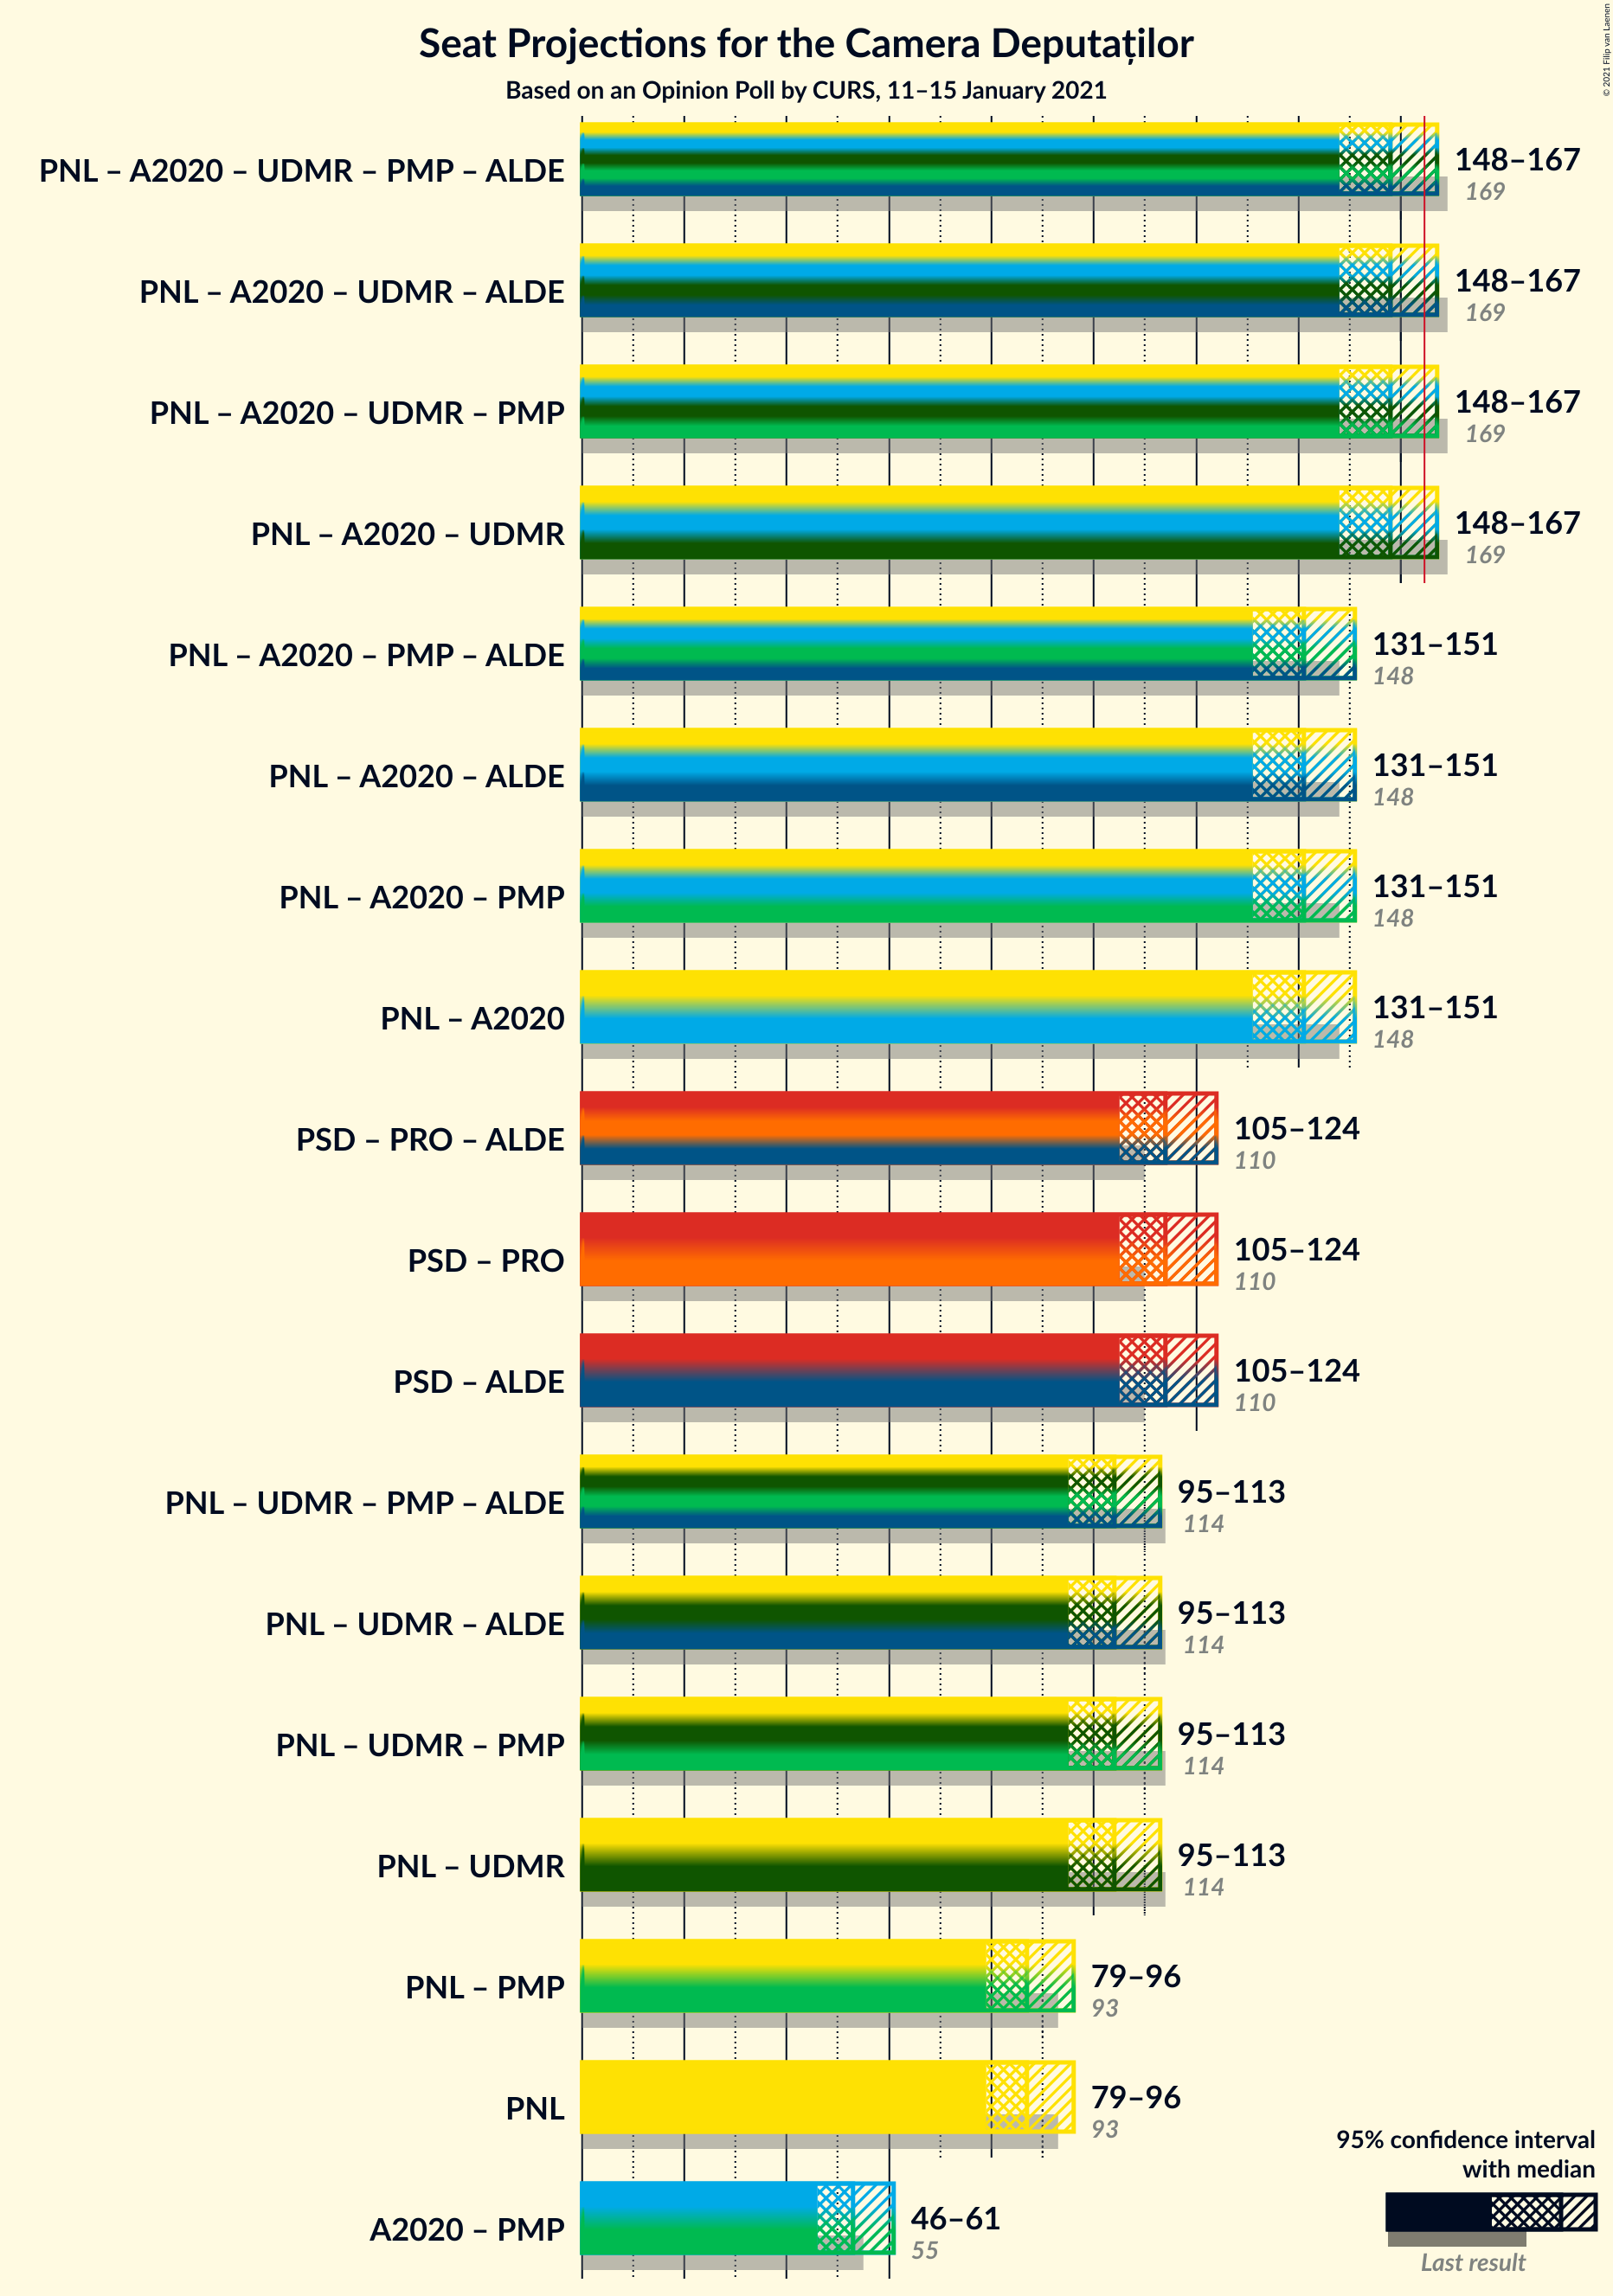 Seat Projections for the Camera Deputaților
Based on an Opinion Poll by CURS, 11–15 January 2021
© 2021 Filip van Laenen
PNL – A2020 – UDMR – PMP – ALDE
148–167
169
PNL – A2020 – UDMR – ALDE
148–167
169
PNL – A2020 – UDMR – PMP
148–167
169
PNL – A2020 – UDMR
148–167
169
PNL – A2020 – PMP – ALDE
131–151
148
PNL – A2020 – ALDE
131–151
148
PNL – A2020 – PMP
131–151
148
PNL – A2020
131–151
148
PSD – PRO – ALDE
105–124
110
PSD – PRO
105–124
110
PSD – ALDE
105–124
110
PNL – UDMR – PMP – ALDE
95–113
114
PNL – UDMR – ALDE
95–113
114
PNL – UDMR – PMP
95–113
114
PNL – UDMR
95–113
114
PNL – PMP
79–96
93
PNL
79–96
93
A2020 – PMP
46–61
55
95% confidence interval
with median
Last result